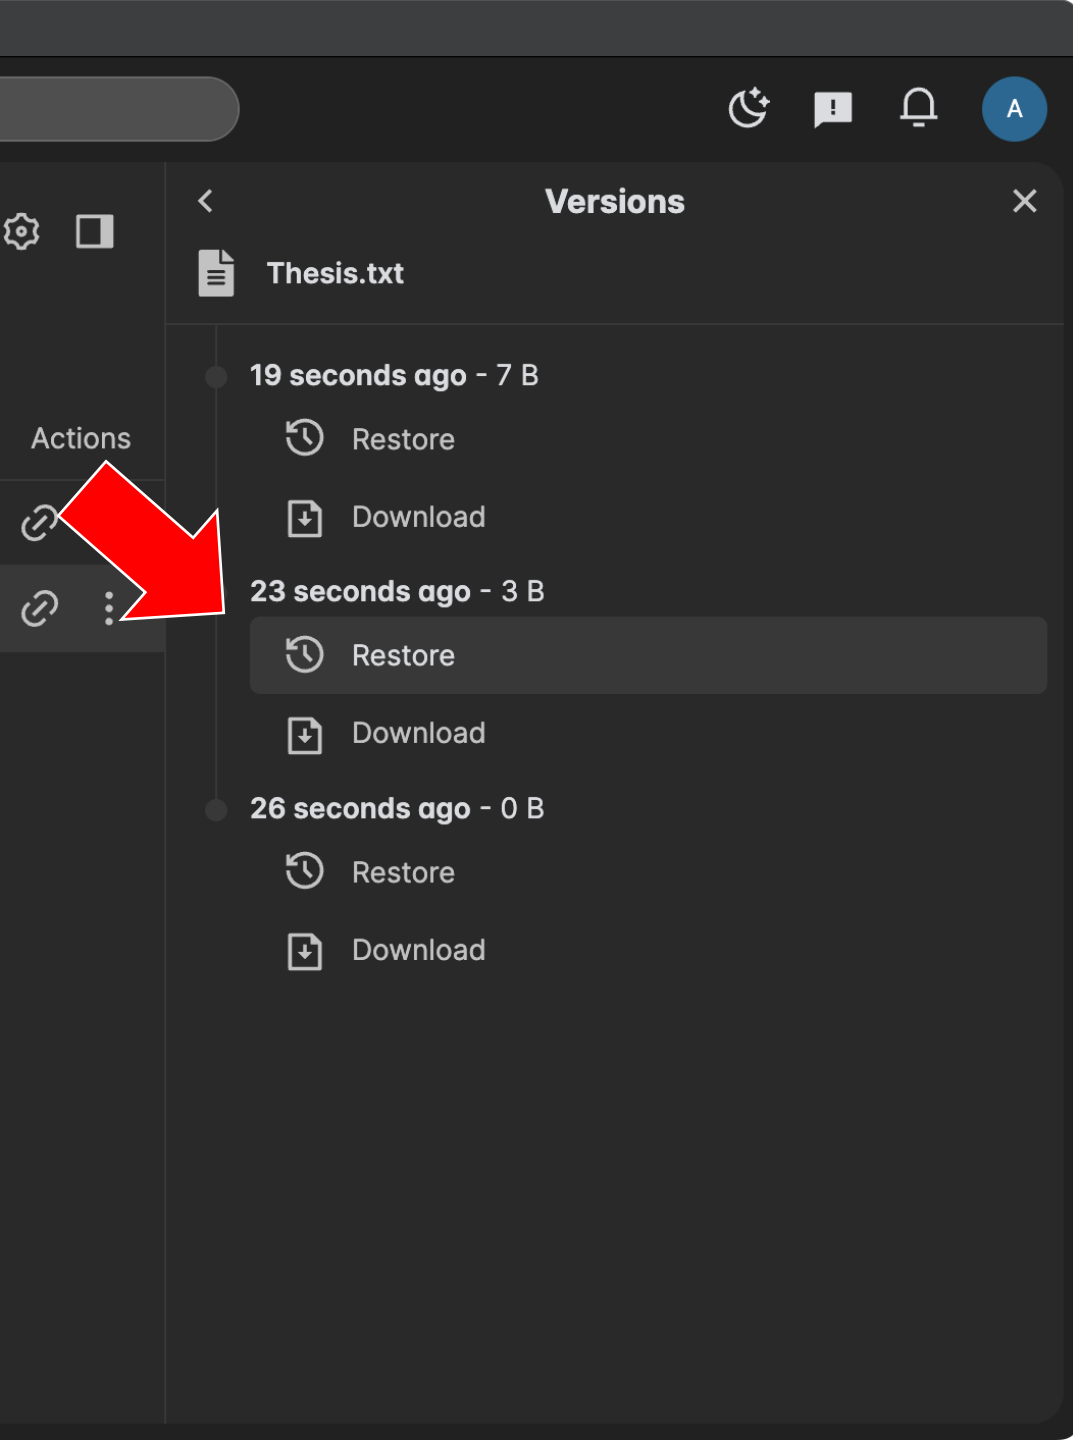 A
Versions
Thesis.txt
Actions
19 seconds ago - 7 B
Restore
Download
23 seconds ago - 3 B
Restore
Download
26 seconds ago - 0 B
Restore
Download